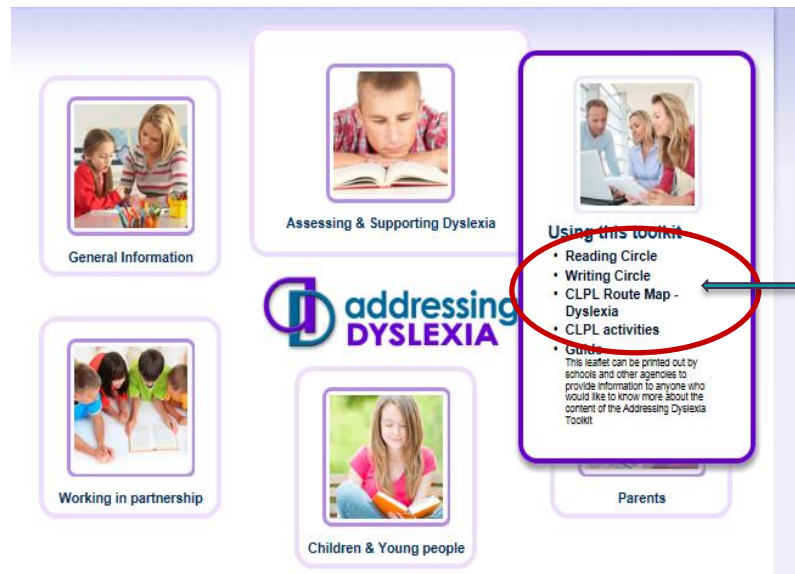 General Information
Assessing & Supporting Dyslexia
Using this toolkit
• Reading Circle
• Writing Circle
• CLPL Route Map -
Dyslexia
• CLPL activities
• Guide
This leaflet can be printed out by
schools and other agencies to
provide information to anyone who
would like to know more about the
content of the Addressing Dyslexia
Toolkit
addressing
DYSLEXIA
Working in partnership
Children & Young people
Parents